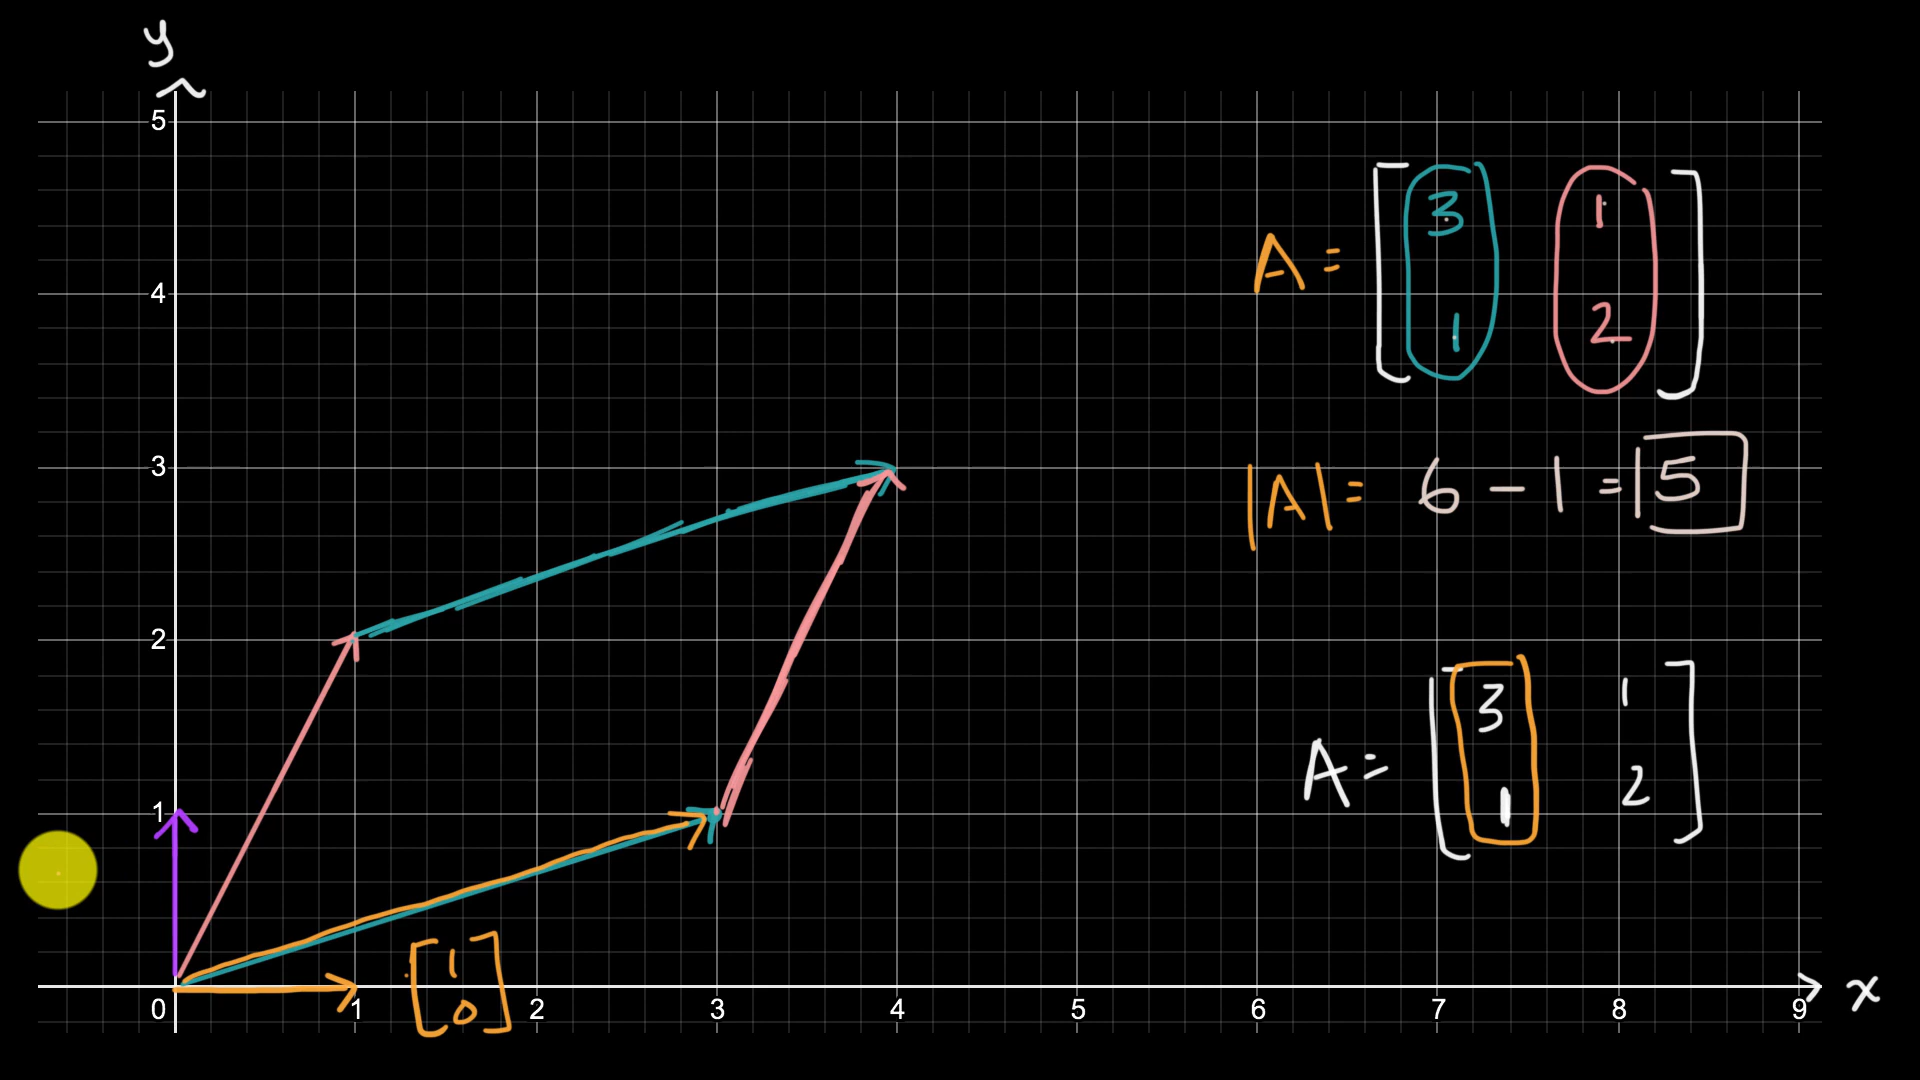 y
5
4
3
2
1
0 1 2 3 4 5 6 7 8 9 x
[1
0]
A = [3 1
1 2]
|A| = 6 - 1 = 5
A = [3 1
1 2]